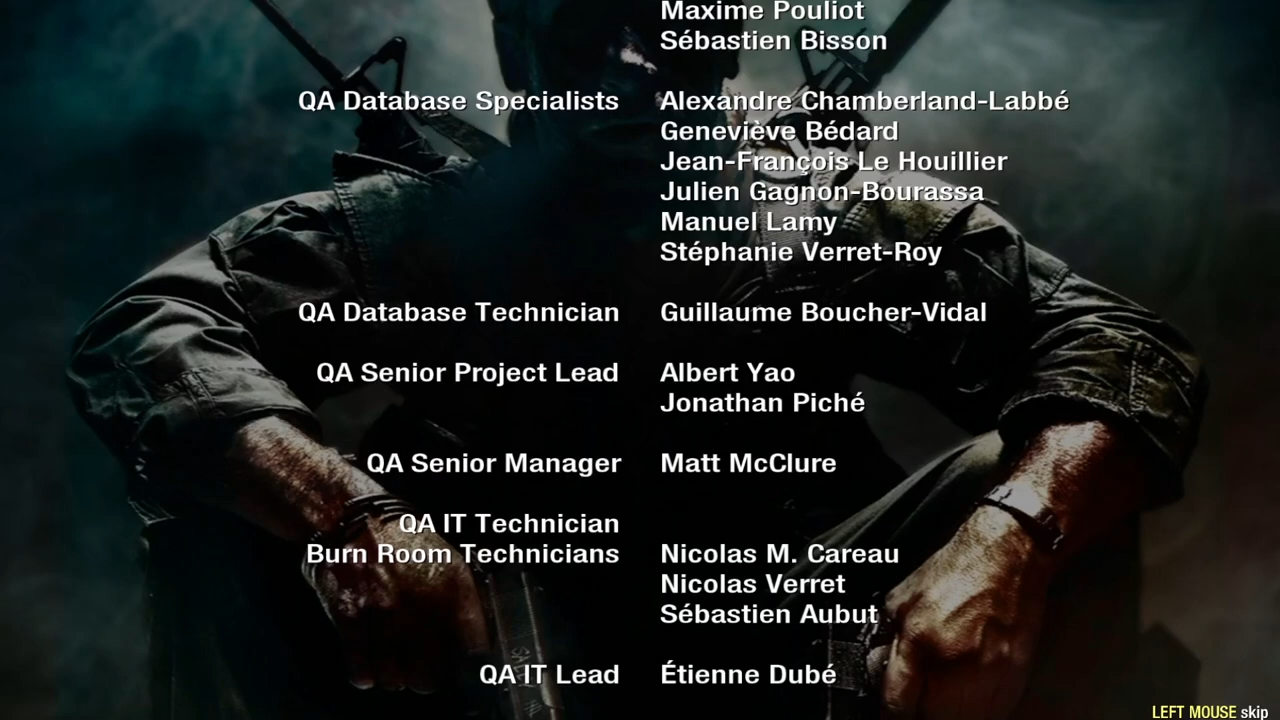 Maxime Pouliot
Sébastien Bisson
QA Database Specialists Alexandre Chamberland-Labbé
Geneviève Bédard
Jean-François Le Houillier
Julien Gagnon-Bourassa
Manuel Lamy
Stéphanie Verret-Roy
QA Database Technician Guillaume Boucher-Vidal
QA Senior Project Lead Albert Yao
Jonathan Piché
QA Senior Manager Matt McClure
QA IT Technician
Burn Room Technicians Nicolas M. Careau
Nicolas Verret
Sébastien Aubut
QA IT Lead Étienne Dubé
LEFT MOUSE skip